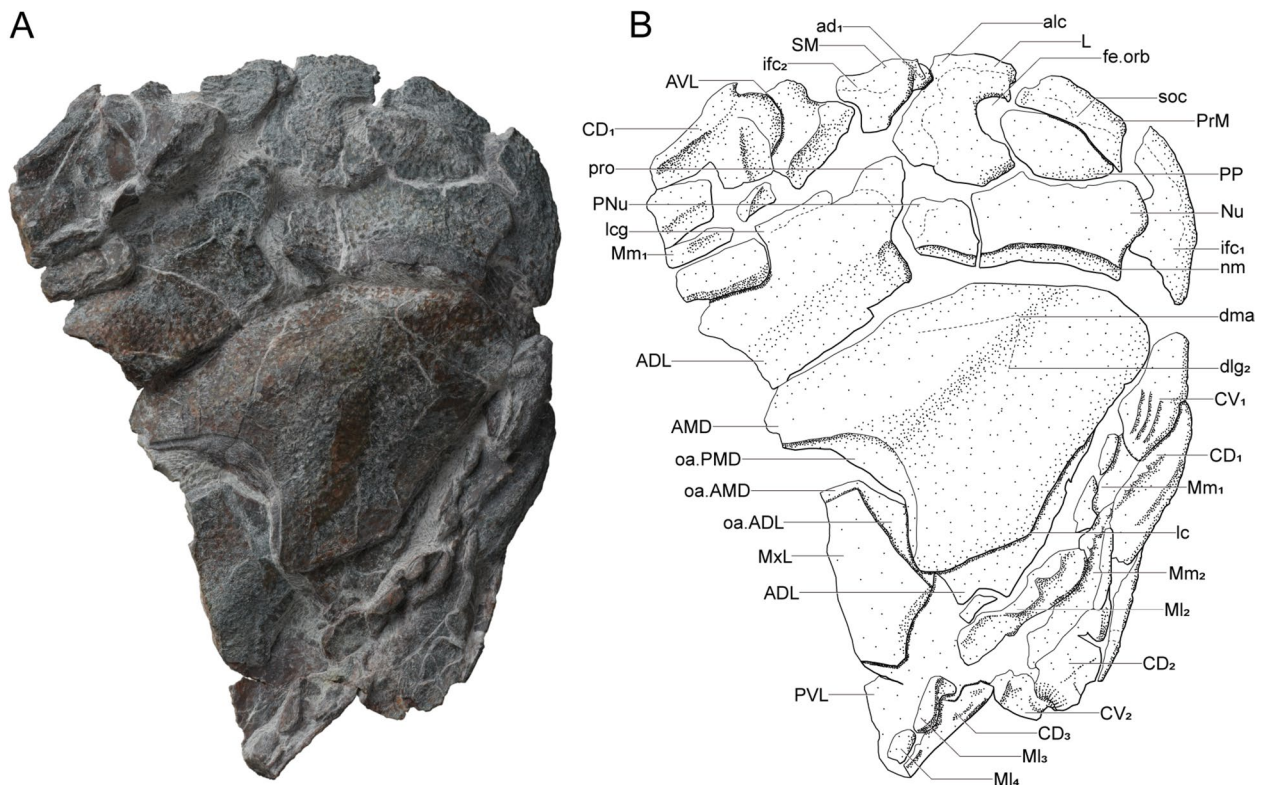 A
B
ad₁
alc
SM
L
ifc₂
fe.orb
AVL
soc
CD₁
PrM
pro
PP
PNu
Nu
lcg
ifc₁
Mm₁
nm
dma
ADL
dlg₂
CV₁
AMD
CD₁
oa.PMD
Mm₁
oa.AMD
oa.ADL
lc
MxL
Mm₂
ADL
Ml₂
CD₂
PVL
CV₂
CD₃
Ml₃
Ml₄